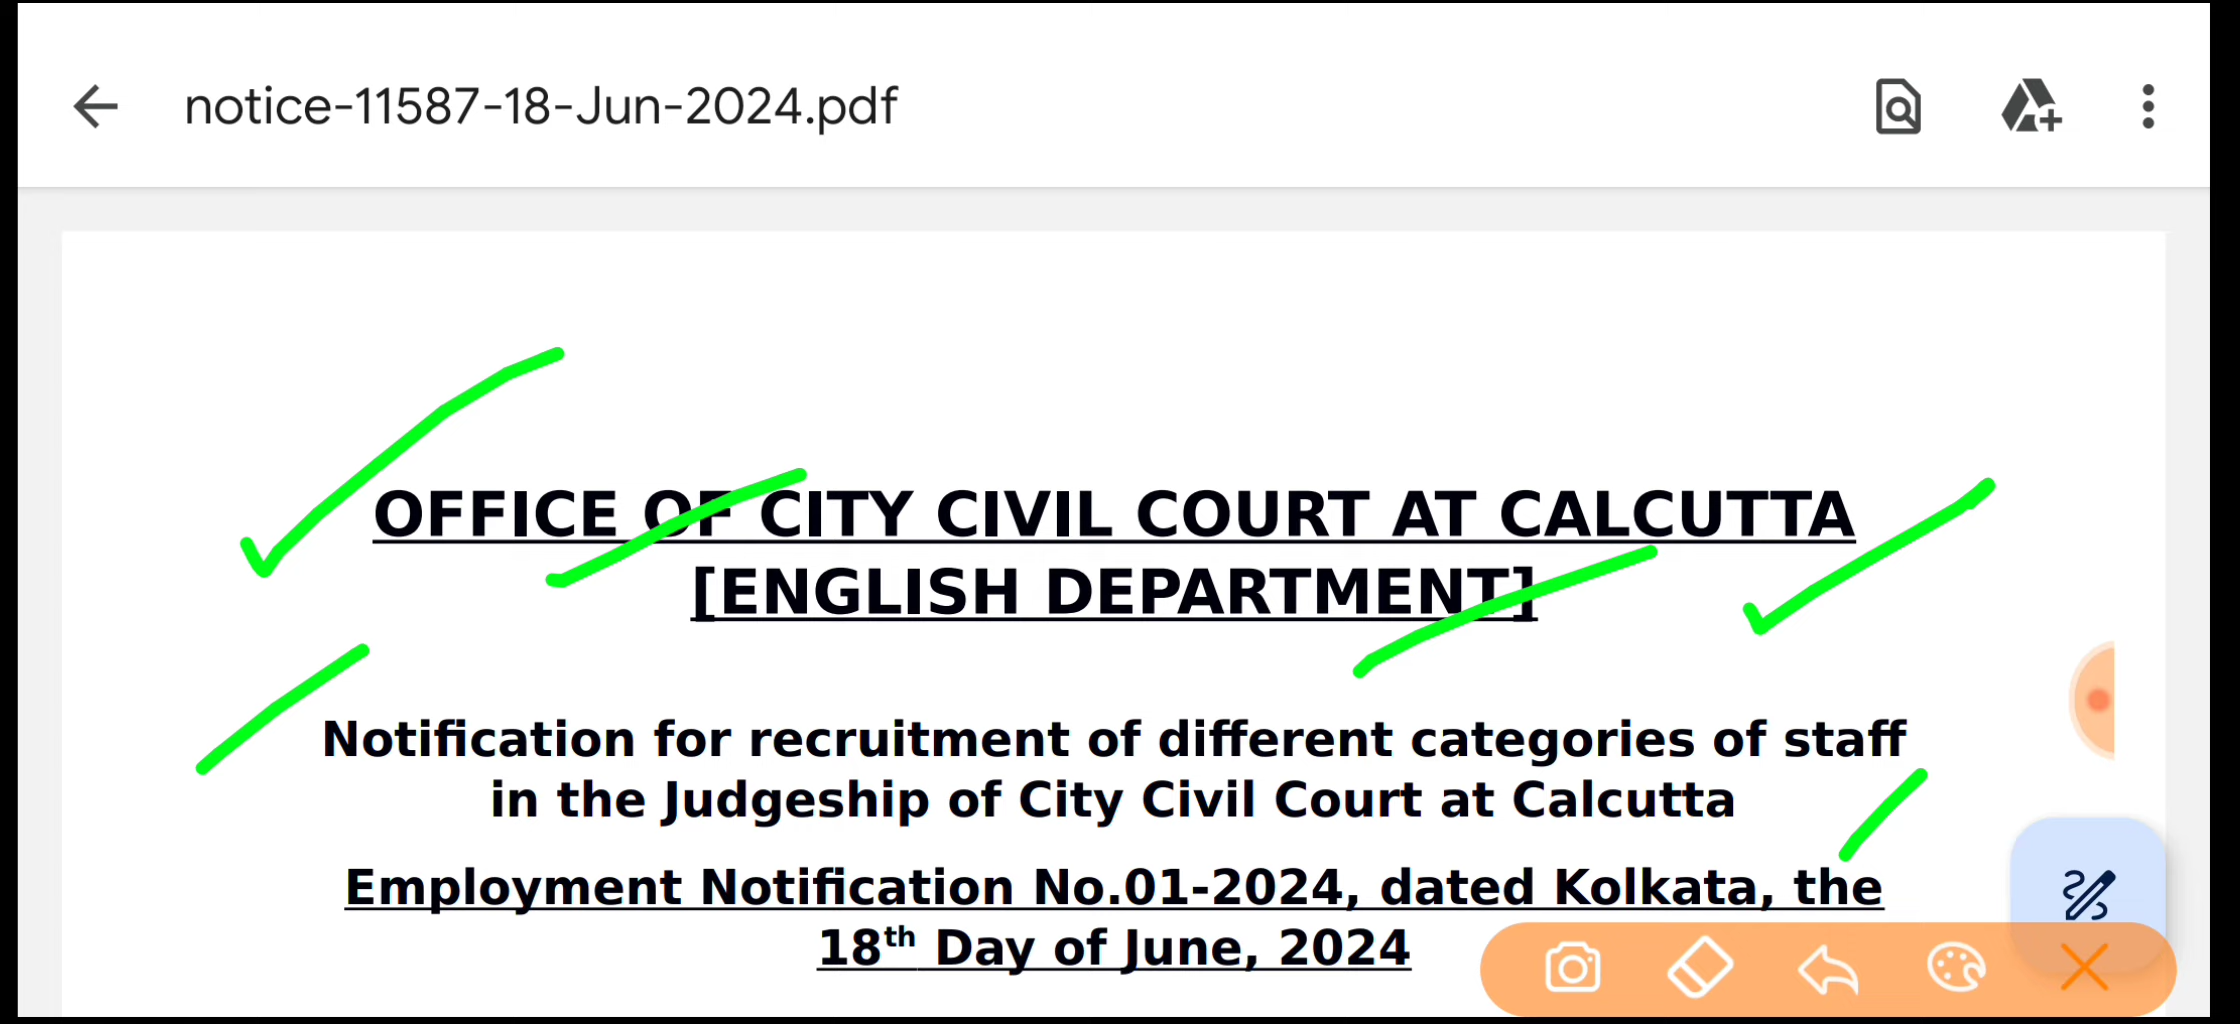 notice-11587-18-Jun-2024.pdf
OFFICE OF CITY CIVIL COURT AT CALCUTTA
[ENGLISH DEPARTMENT]
Notification for recruitment of different categories of staff
in the Judgeship of City Civil Court at Calcutta
Employment Notification No.01-2024, dated Kolkata, the
18th Day of June, 2024